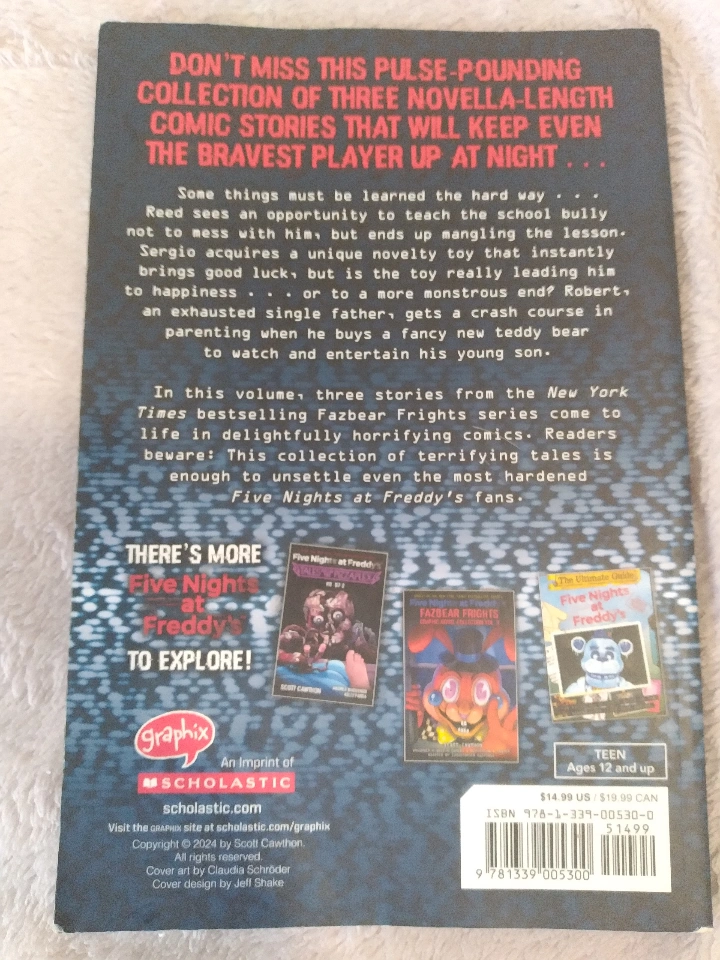 DON'T MISS THIS PULSE-POUNDING
COLLECTION OF THREE NOVELLA-LENGTH
COMIC STORIES THAT WILL KEEP EVEN
THE BRAVEST PLAYER UP AT NIGHT . . .
Some things must be learned the hard way . . .
Reed sees an opportunity to teach the school bully
not to mess with him, but ends up mangling the lesson.
Sergio acquires a unique novelty toy that instantly
brings good luck, but is the toy really leading him
to happiness . . . or to a more monstrous end? Robert,
an exhausted single father, gets a crash course in
parenting when he buys a fancy new teddy bear
to watch and entertain his young son.
In this volume, three stories from the New York
Times bestselling Fazbear Frights series come to
life in delightfully horrifying comics. Readers
beware: This collection of terrifying tales is
enough to unsettle even the most hardened
Five Nights at Freddy's fans.
THERE'S MORE
Five Nights
at
Freddy's
TO EXPLORE!
Five Nights at Freddy's
TALES FROM THE PIZZAPLEX
SCOTT CAWTHON
Five Nights at Freddy's
FAZBEAR FRIGHTS
The Ultimate Guide
Five Nights
at
Freddy's
graphix
An Imprint of
SCHOLASTIC
scholastic.com
Visit the GRAPHIX site at scholastic.com/graphix
Copyright © 2024 by Scott Cawthon.
All rights reserved.
Cover art by Claudia Schröder
Cover design by Jeff Shake
TEEN
Ages 12 and up
$14.99 US / $19.99 CAN
ISBN 978-1-339-00530-0
51499
9 781339 005300